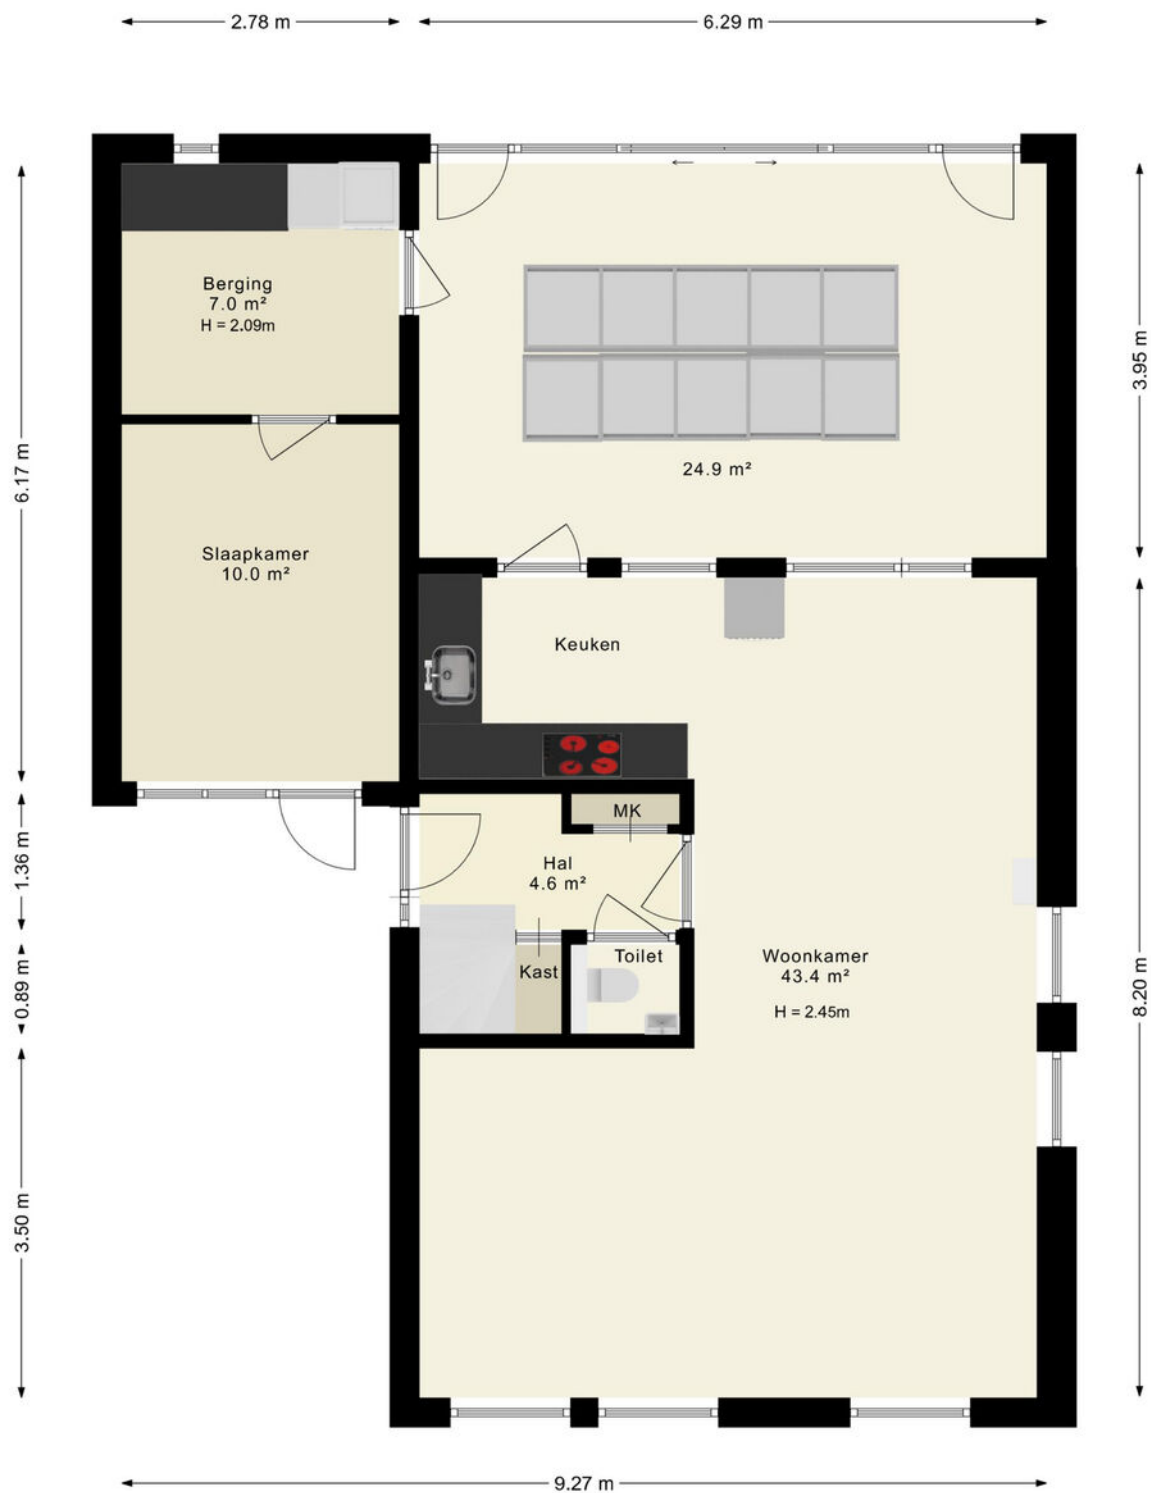 2.78 m
6.29 m
Berging
7.0 m²
H = 2.09m
3.95 m
6.17 m
24.9 m²
Slaapkamer
10.0 m²
Keuken
MK
1.36 m
Hal
4.6 m²
Toilet
Kast
Woonkamer
43.4 m²
H = 2.45m
0.89 m
8.20 m
3.50 m
9.27 m